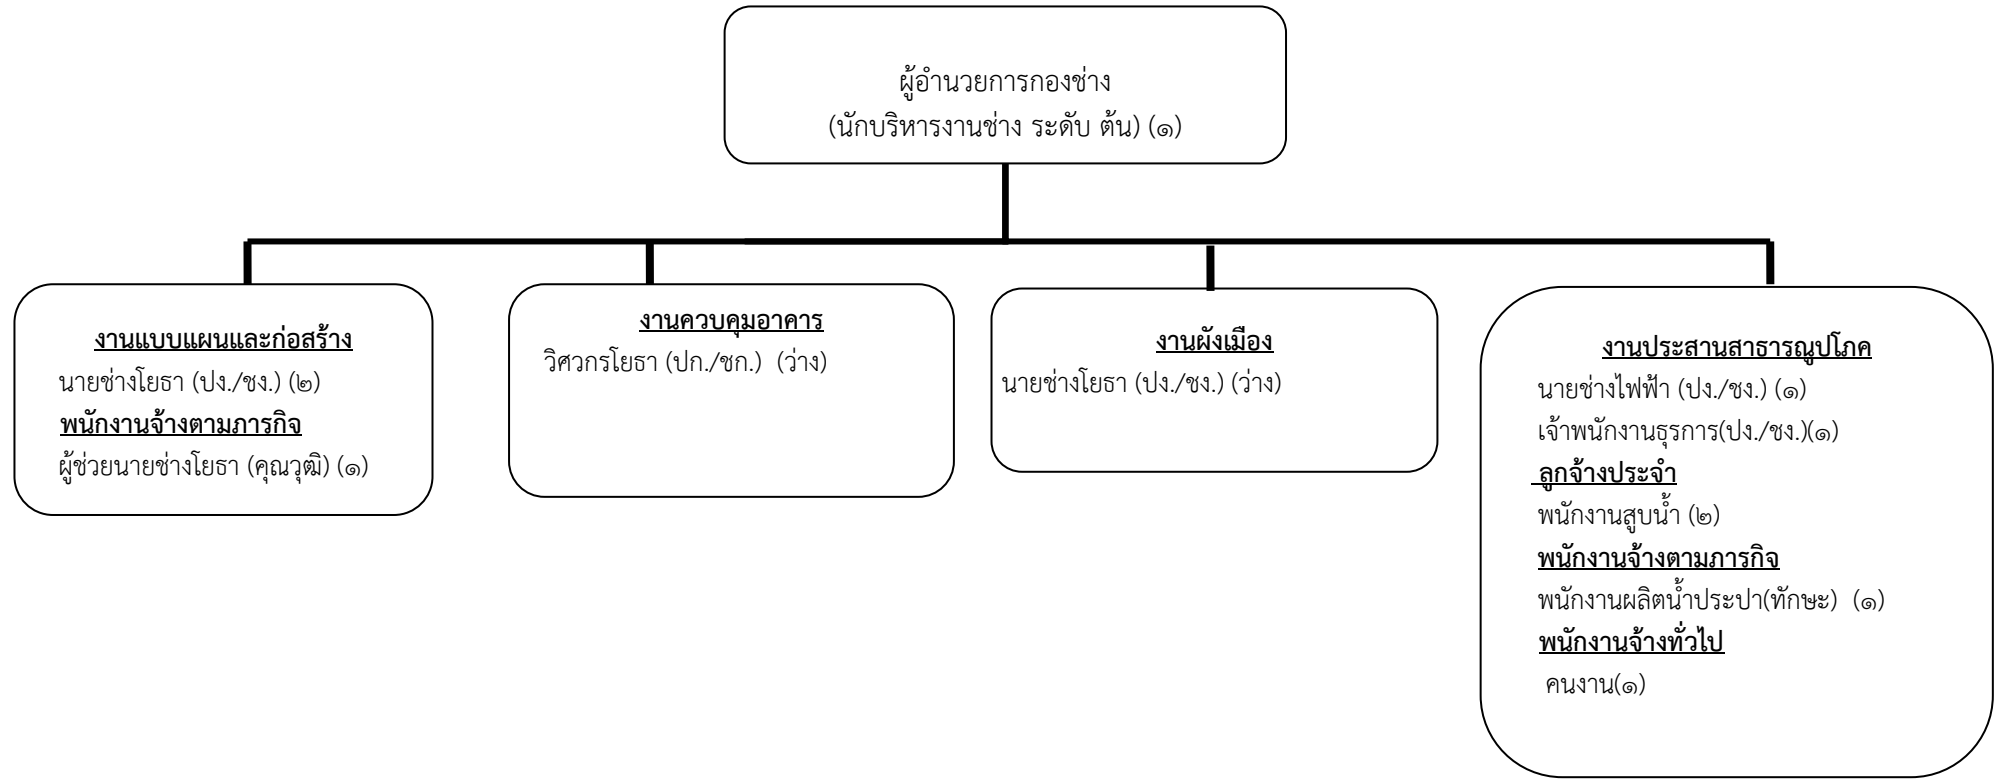 ผู้อำนวยการกองช่าง
(นักบริหารงานช่าง ระดับ ต้น) (๑)
งานแบบแผนและก่อสร้าง
นายช่างโยธา (ปง./ชง.) (๒)
พนักงานจ้างตามภารกิจ
ผู้ช่วยนายช่างโยธา (คุณวุฒิ) (๑)
งานควบคุมอาคาร
วิศวกรโยธา (ปก./ชก.) (ว่าง)
งานผังเมือง
นายช่างโยธา (ปง./ชง.) (ว่าง)
งานประสานสาธารณูปโภค
นายช่างไฟฟ้า (ปง./ชง.) (๑)
เจ้าพนักงานธุรการ(ปง./ชง.)(๑)
ลูกจ้างประจำ
พนักงานสูบน้ำ (๒)
พนักงานจ้างตามภารกิจ
พนักงานผลิตน้ำประปา(ทักษะ) (๑)
พนักงานจ้างทั่วไป
คนงาน(๑)